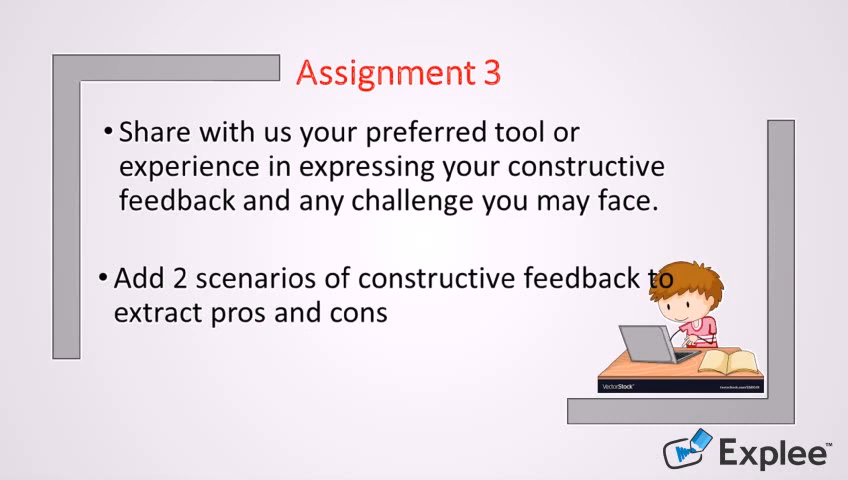 Assignment 3
• Share with us your preferred tool or
experience in expressing your constructive
feedback and any challenge you may face.
• Add 2 scenarios of constructive feedback to
extract pros and cons
VectorStock
Explee™